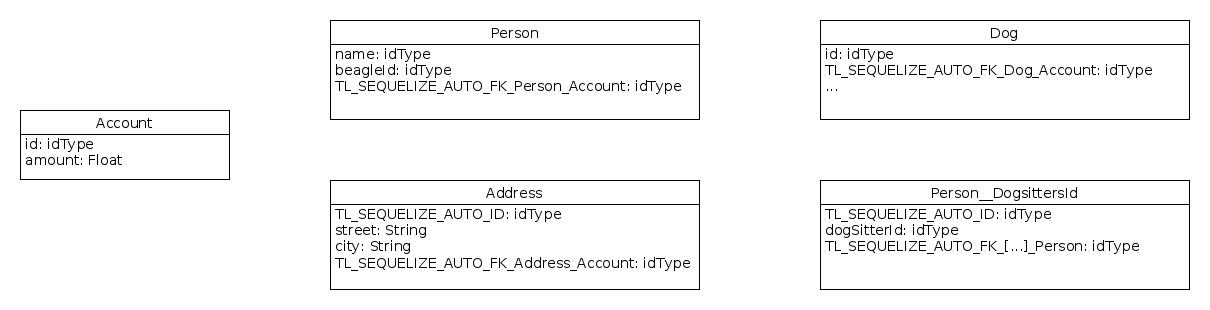 Person
name: idType
beagleId: idType
TL_SEQUELIZE_AUTO_FK_Person_Account: idType
Dog
id: idType
TL_SEQUELIZE_AUTO_FK_Dog_Account: idType
...
Account
id: idType
amount: Float
Address
TL_SEQUELIZE_AUTO_ID: idType
street: String
city: String
TL_SEQUELIZE_AUTO_FK_Address_Account: idType
Person__DogsittersId
TL_SEQUELIZE_AUTO_ID: idType
dogSitterId: idType
TL_SEQUELIZE_AUTO_FK_[...]_Person: idType